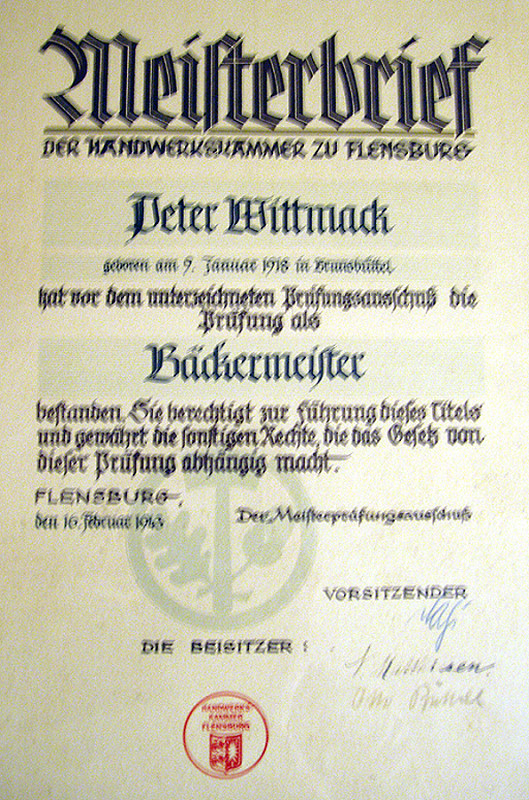 Meisterbrief
DER HANDWERKSKAMMER ZU FLENSBURG
Peter Wittmack
geboren am 9. Januar 1918 in Brunsbüttel
hat vor dem unterzeichneten Prüfungsausschuß die
Prüfung als
Bäckermeister
bestanden. Sie berechtigt zur Führung dieses Titels
und gewährt die sonstigen Rechte, die das Gesetz von
dieser Prüfung abhängig macht.
FLENSBURG,
den 16. Februar 1943
Der Meisterprüfungsausschuß
VORSITZENDER
DIE BEISITZER:
HANDWERKS
KAMMER
FLENSBURG